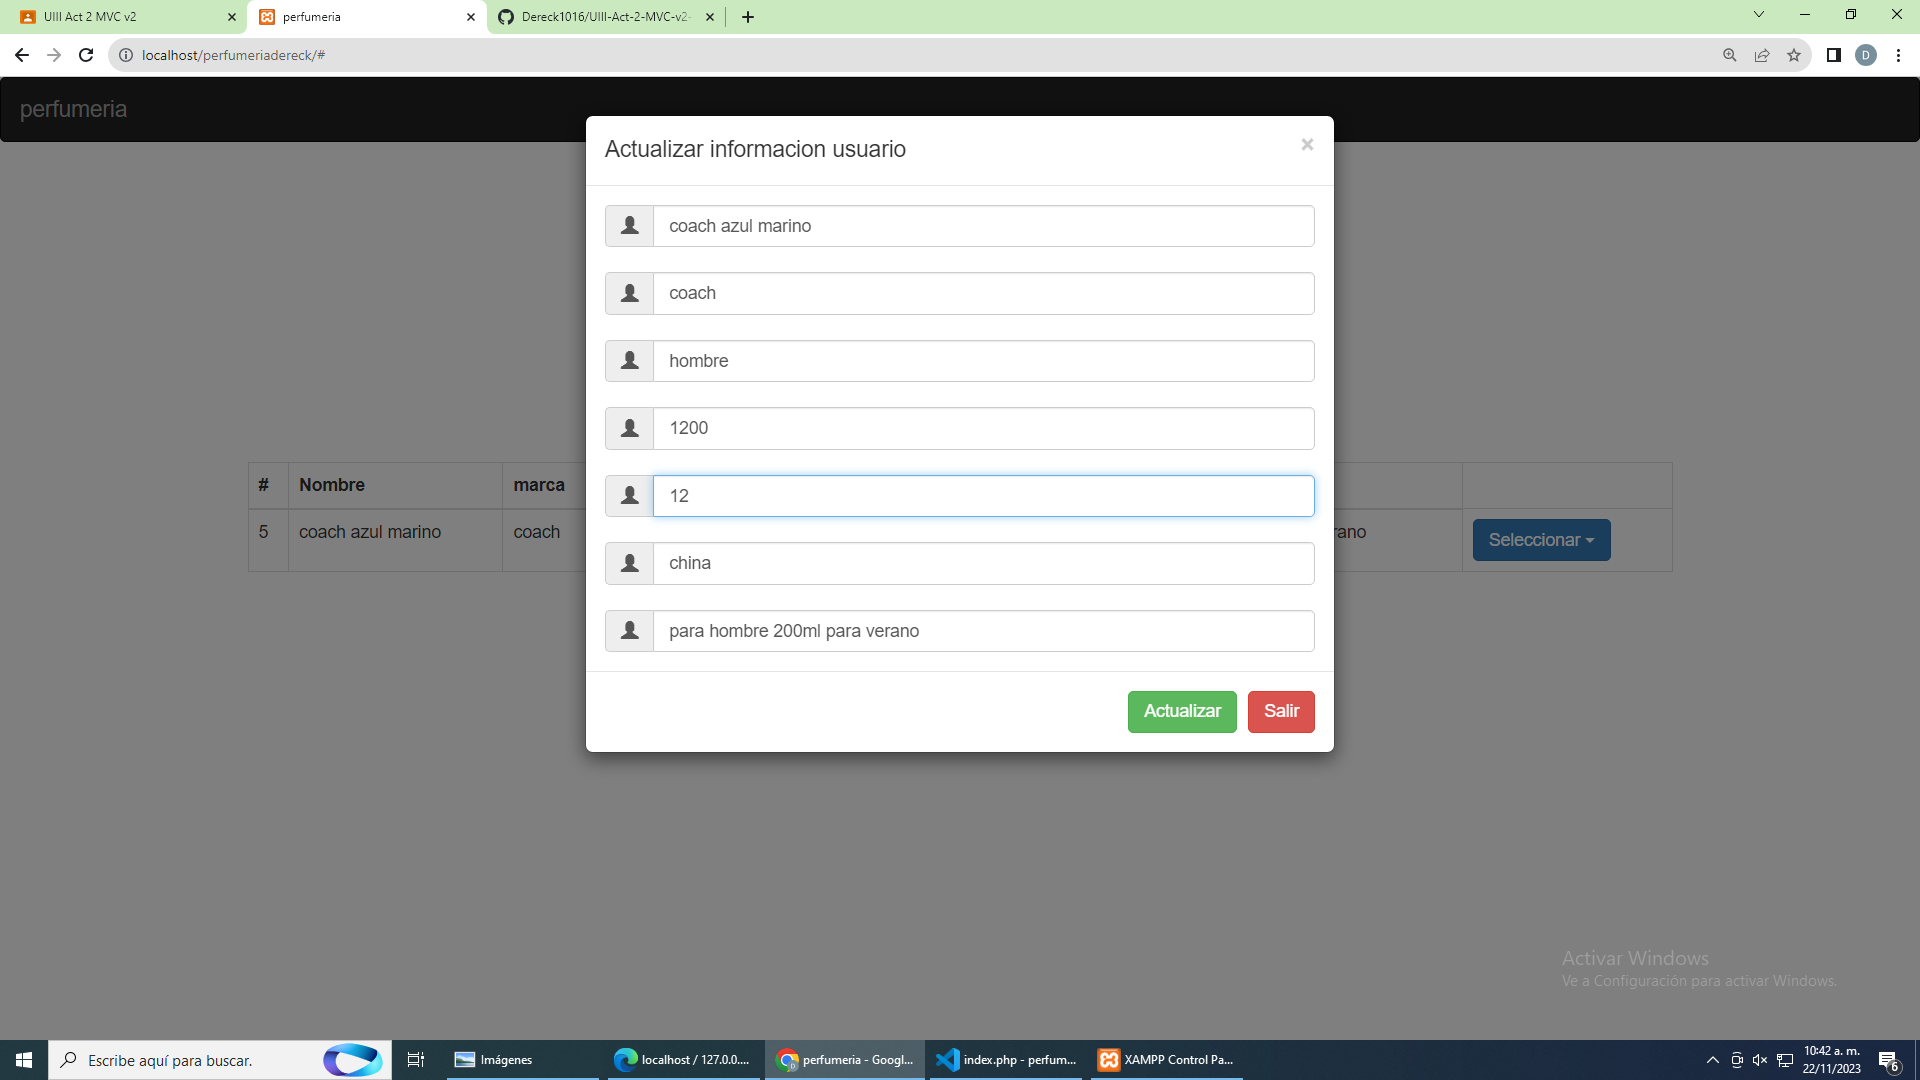 UIII Act 2 MVC v2
perfumeria
Dereck1016/UIII-Act-2-MVC-v2-
localhost/perfumeriadereck/#
D
perfumeria
Actualizar informacion usuario
×
coach azul marino
coach
hombre
1200
12
china
para hombre 200ml para verano
Actualizar
Salir
# Nombre marca
5 coach azul marino coach rano Seleccionar
Activar Windows
Ve a Configuración para activar Windows.
Escribe aquí para buscar.
Imágenes
localhost / 127.0.0....
perfumeria - Googl...
index.php - perfum...
XAMPP Control Pa...
10:42 a. m.
22/11/2023
6